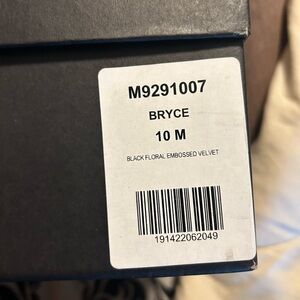 M9291007
BRYCE
10 M
BLACK FLORAL EMBOSSED VELVET
191422062049